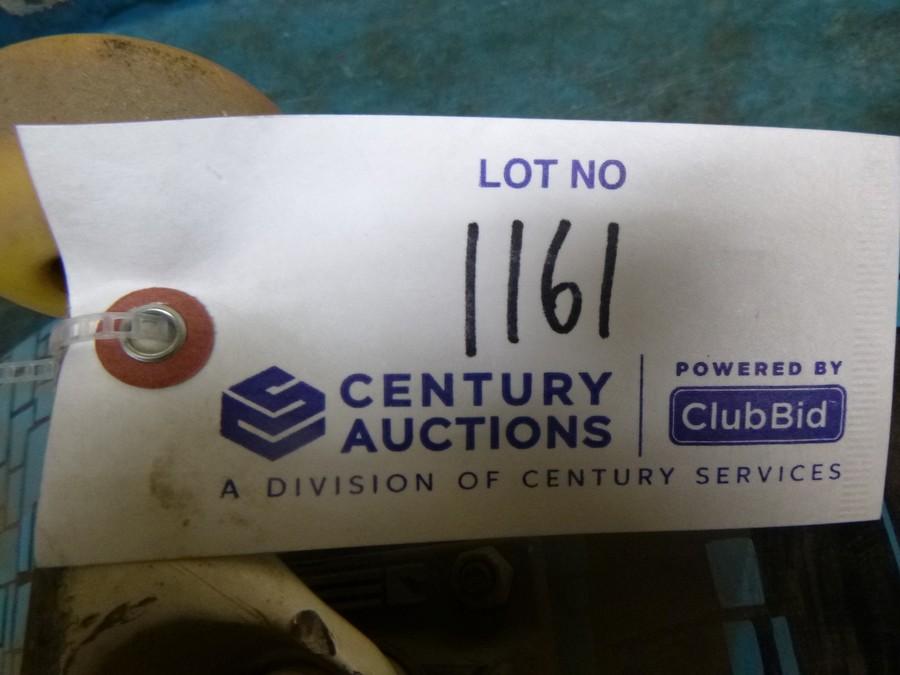 LOT NO
1161
CENTURY
AUCTIONS
POWERED BY
ClubBid
A DIVISION OF CENTURY SERVICES